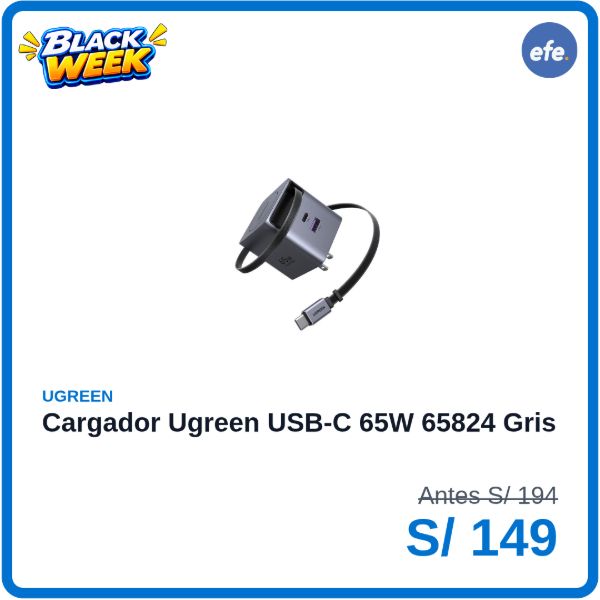 BLACK
WEEK
efe.
UGREEN
Cargador Ugreen USB-C 65W 65824 Gris
Antes S/ 194
S/ 149